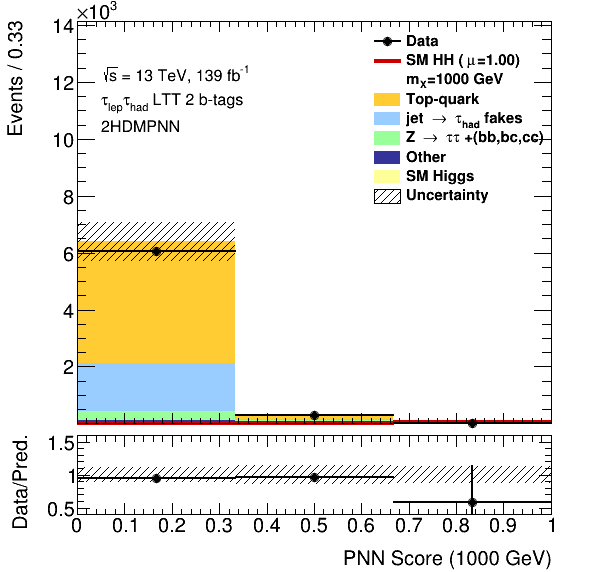 ×10³
14
12
10
8
6
4
2
Events / 0.33
√s = 13 TeV, 139 fb⁻¹
τlepτhad LTT 2 b-tags
2HDMPNN
Data
SM HH ( μ=1.00)
mX=1000 GeV
Top-quark
jet → τhad fakes
Z → ττ +(bb,bc,cc)
Other
SM Higgs
Uncertainty
Data/Pred.
1.5
1
0.5
0 0.1 0.2 0.3 0.4 0.5 0.6 0.7 0.8 0.9 1
PNN Score (1000 GeV)